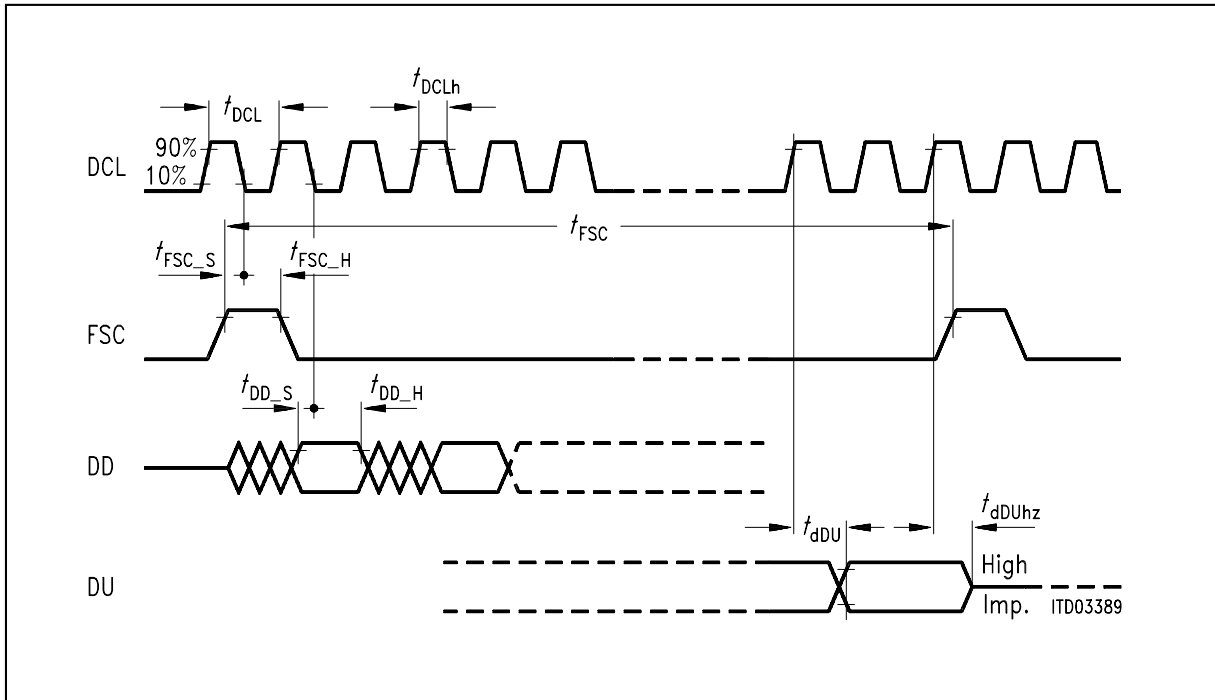 tDCL
tDCLh
DCL
90%
10%
tFSC
tFSC_S
tFSC_H
FSC
tDD_S
tDD_H
DD
tdDU
tdDUhz
DU
High
Imp.
ITD03389